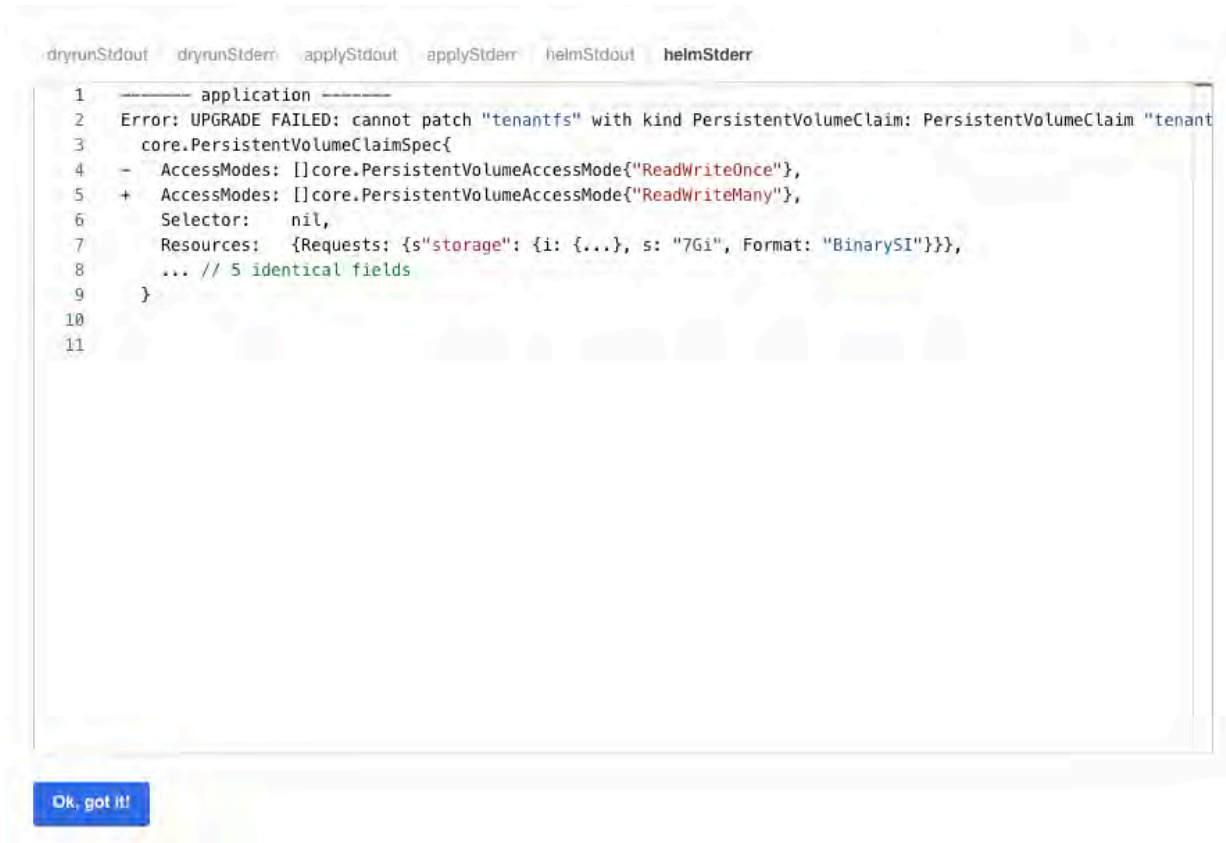 dryrunStdout dryrunStderr applyStdout applyStderr helmStdout helmStderr
1 ------- application -------
2 Error: UPGRADE FAILED: cannot patch "tenantfs" with kind PersistentVolumeClaim: PersistentVolumeClaim "tenant
3 core.PersistentVolumeClaimSpec{
4 - AccessModes: []core.PersistentVolumeAccessMode{"ReadWriteOnce"},
5 + AccessModes: []core.PersistentVolumeAccessMode{"ReadWriteMany"},
6 Selector: nil,
7 Resources: {Requests: {s"storage": {i: {...}, s: "7Gi", Format: "BinarySI"}}},
8 ... // 5 identical fields
9 }
10
11
Ok, got it!